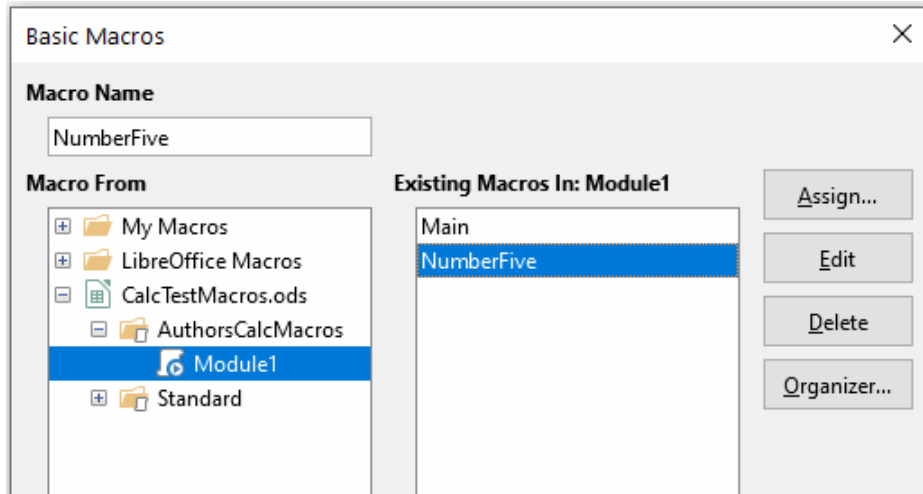 Basic Macros
Macro Name
NumberFive
Macro From
My Macros
LibreOffice Macros
CalcTestMacros.ods
AuthorsCalcMacros
Module1
Standard
Existing Macros In: Module1
Main
NumberFive
Assign...
Edit
Delete
Organizer...